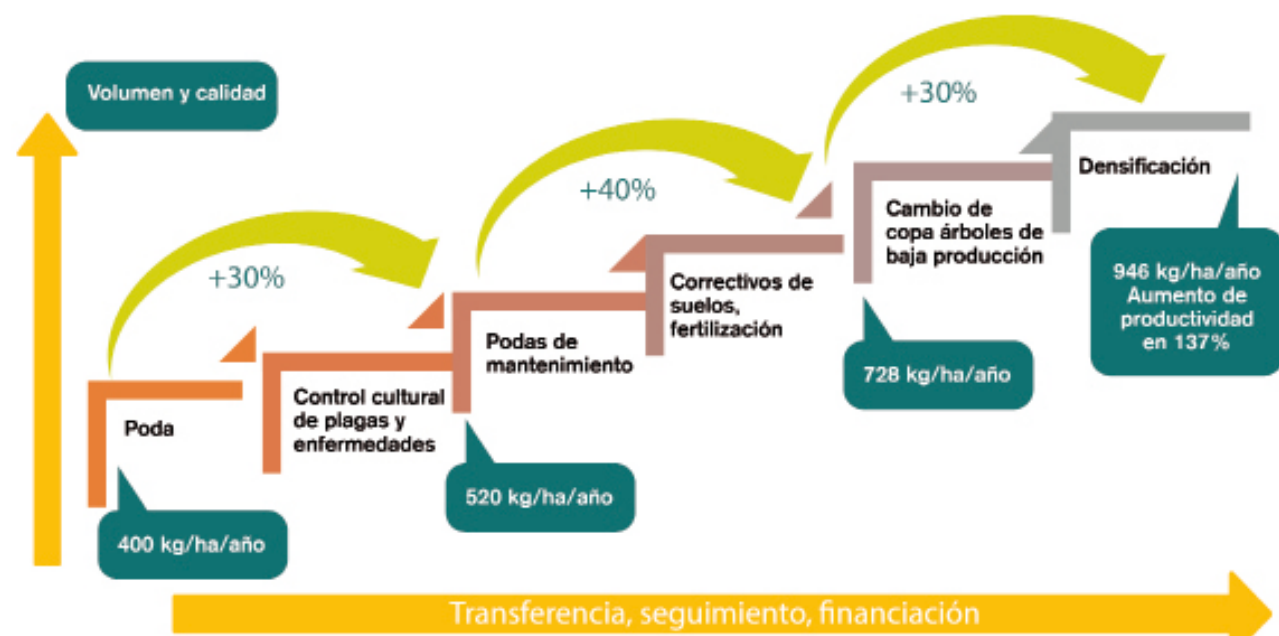 Volumen y calidad
+30%
+40%
+30%
Poda
Control cultural
de plagas y
enfermedades
Podas de
mantenimiento
Correctivos de
suelos,
fertilización
Cambio de
copa árboles de
baja producción
Densificación
400 kg/ha/año
520 kg/ha/año
728 kg/ha/año
946 kg/ha/año
Aumento de
productividad
en 137%
Transferencia, seguimiento, financiación